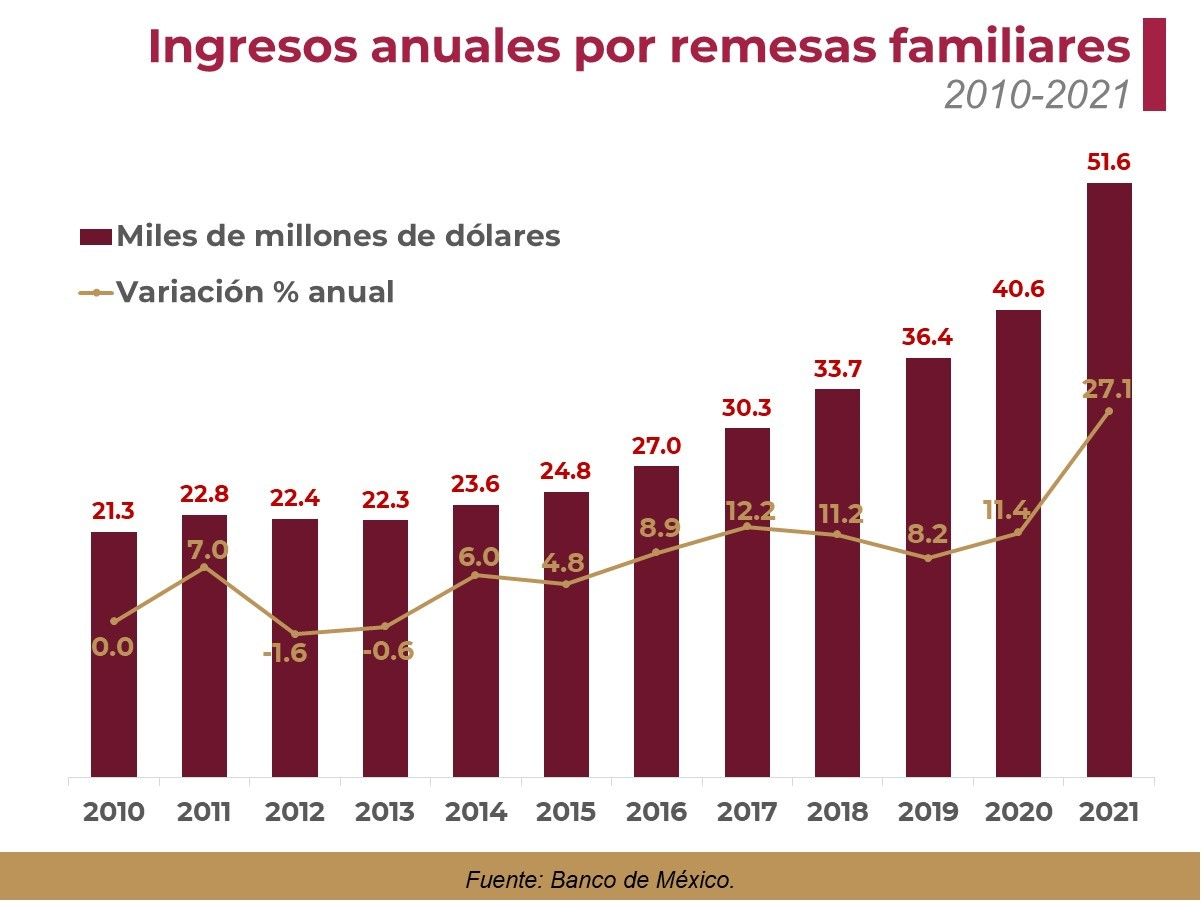 Ingresos anuales por remesas familiares
2010-2021
Miles de millones de dólares
Variación % anual
21.3 22.8 22.4 22.3 23.6 24.8 27.0 30.3 33.7 36.4 40.6 51.6
0.0 7.0 -1.6 -0.6 6.0 4.8 8.9 12.2 11.2 8.2 11.4 27.1
2010 2011 2012 2013 2014 2015 2016 2017 2018 2019 2020 2021
Fuente: Banco de México.